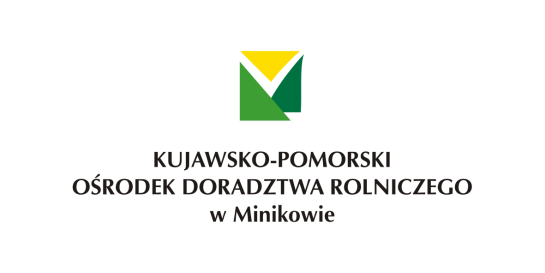 KUJAWSKO-POMORSKI
OŚRODEK DORADZTWA ROLNICZEGO
w Minikowie